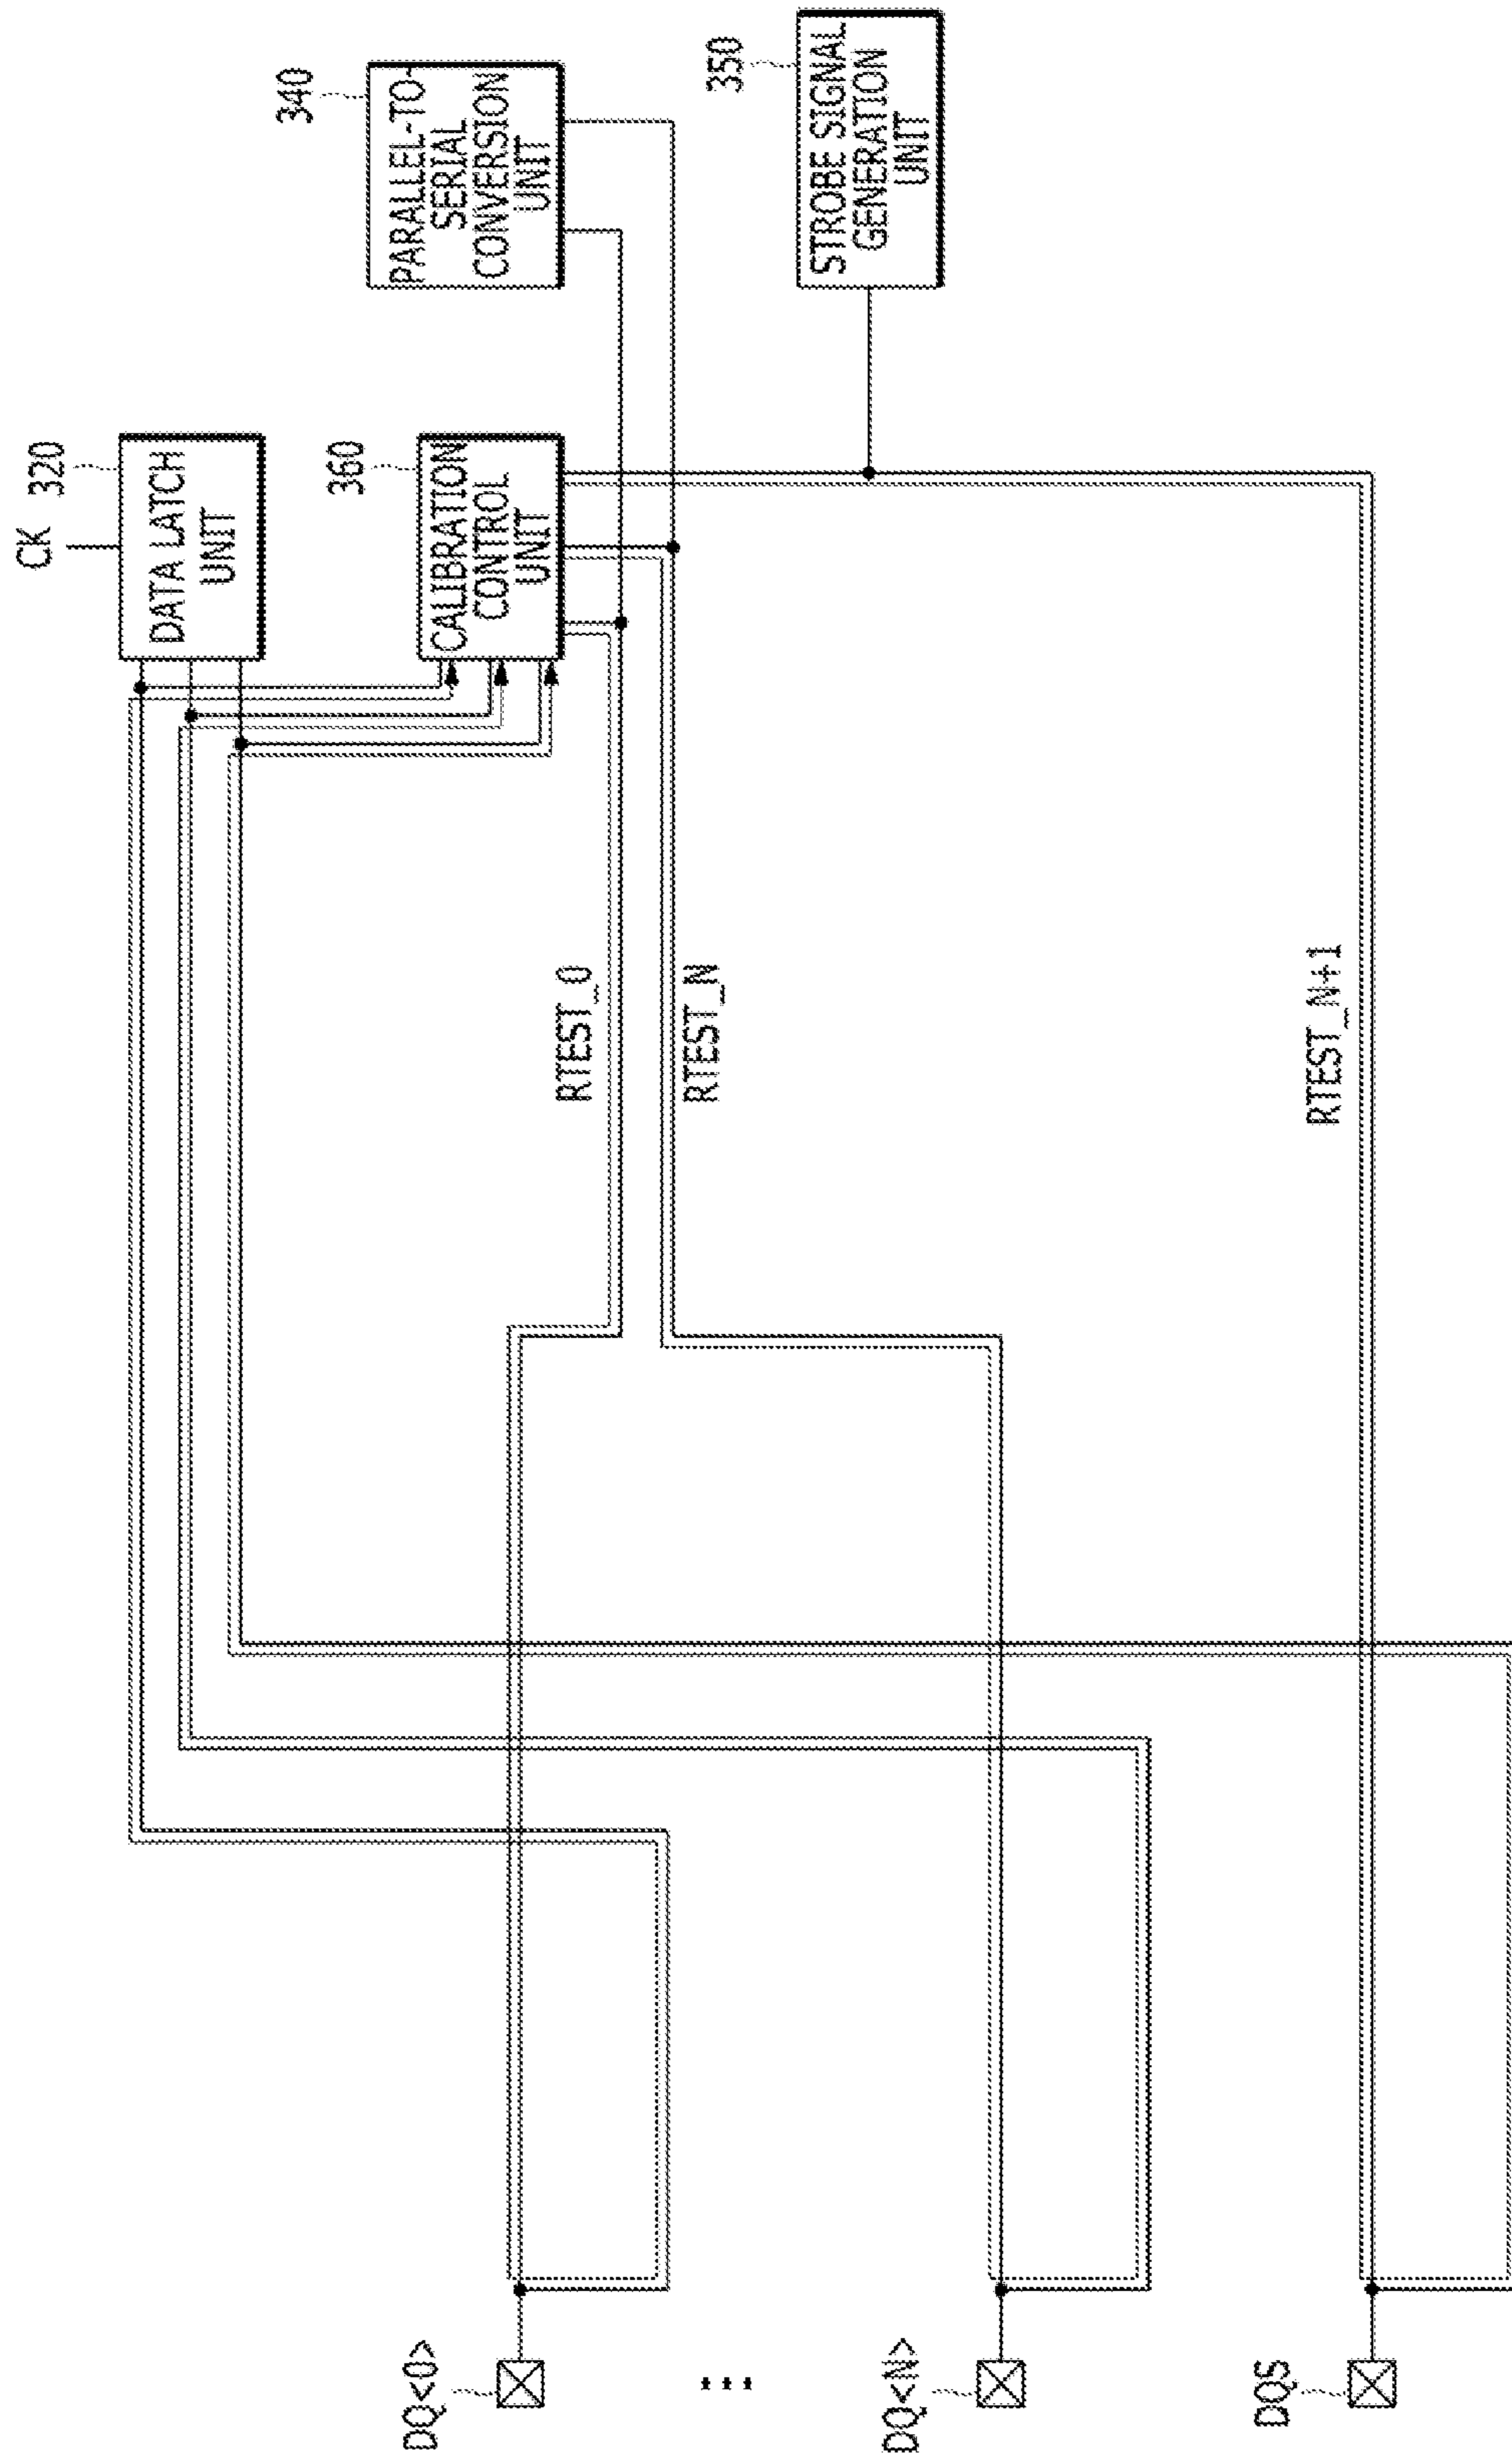 CK
320
DATA LATCH
UNIT
360
CALIBRATION
CONTROL
UNIT
340
PARALLEL-TO-
SERIAL
CONVERSION
UNIT
350
STROBE SIGNAL
GENERATION
UNIT
RTEST_0
RTEST_N
RTEST_N+1
DQ<0>
...
DQ<N>
DQS